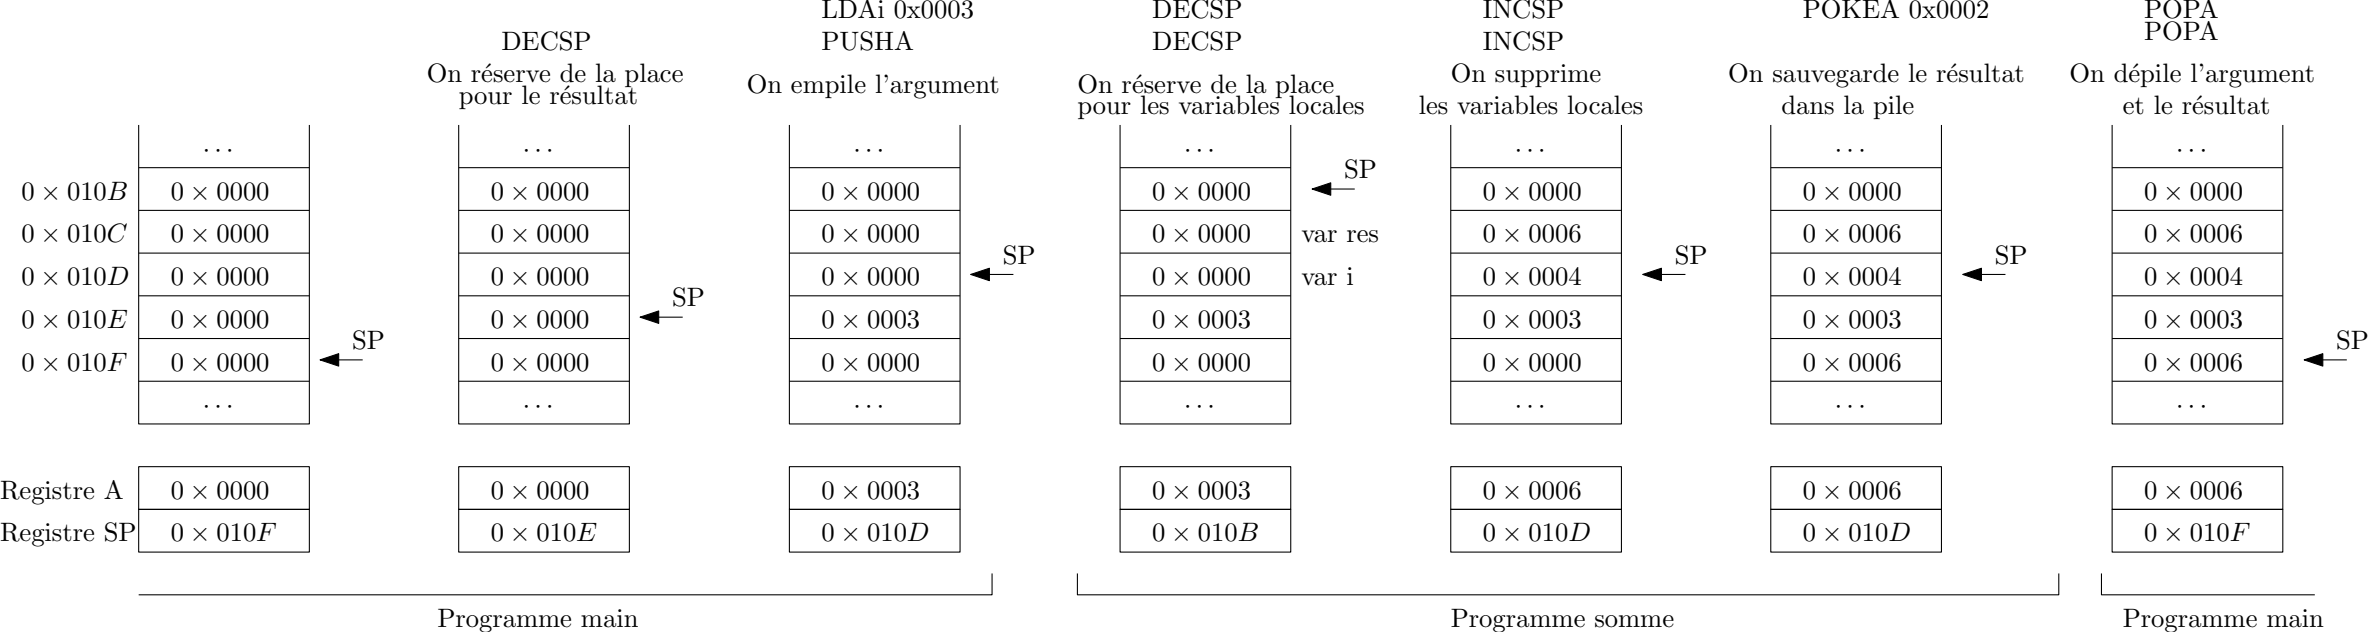 LDAi 0x0003 DECSP INCSP POKEA 0x0002 POPA
DECSP PUSHA DECSP INCSP POPA
On réserve de la place
pour le résultat
On empile l'argument
On réserve de la place
pour les variables locales
On supprime
les variables locales
On sauvegarde le résultat
dans la pile
On dépile l'argument
et le résultat
... ... ... ... ... ... ...
0 × 010B 0 × 0000 0 × 0000 0 × 0000 0 × 0000 SP 0 × 0000 0 × 0000 0 × 0000
0 × 010C 0 × 0000 0 × 0000 0 × 0000 0 × 0000 var res 0 × 0006 0 × 0006 0 × 0006
0 × 010D 0 × 0000 0 × 0000 0 × 0000 SP 0 × 0000 var i 0 × 0004 SP 0 × 0004 SP 0 × 0004
0 × 010E 0 × 0000 0 × 0000 SP 0 × 0003 0 × 0003 0 × 0003 0 × 0003 0 × 0003
0 × 010F 0 × 0000 SP 0 × 0000 0 × 0000 0 × 0000 0 × 0000 0 × 0006 0 × 0006 SP
... ... ... ... ... ... ...
Registre A 0 × 0000 0 × 0000 0 × 0003 0 × 0003 0 × 0006 0 × 0006 0 × 0006
Registre SP 0 × 010F 0 × 010E 0 × 010D 0 × 010B 0 × 010D 0 × 010D 0 × 010F
Programme main Programme somme Programme main